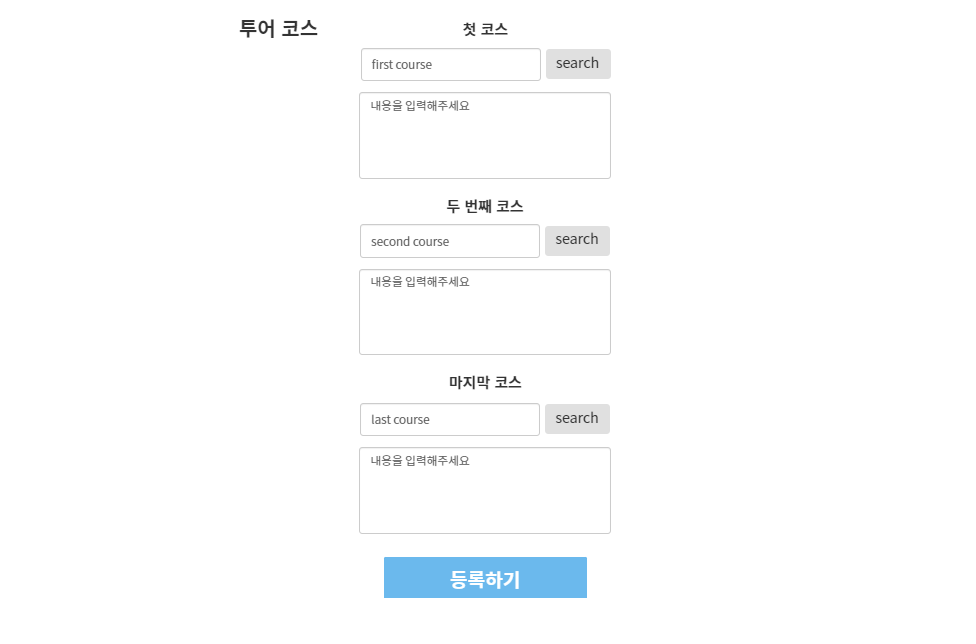 투어 코스
첫 코스
first course
search
내용을 입력해주세요
두 번째 코스
second course
search
내용을 입력해주세요
마지막 코스
last course
search
내용을 입력해주세요
등록하기